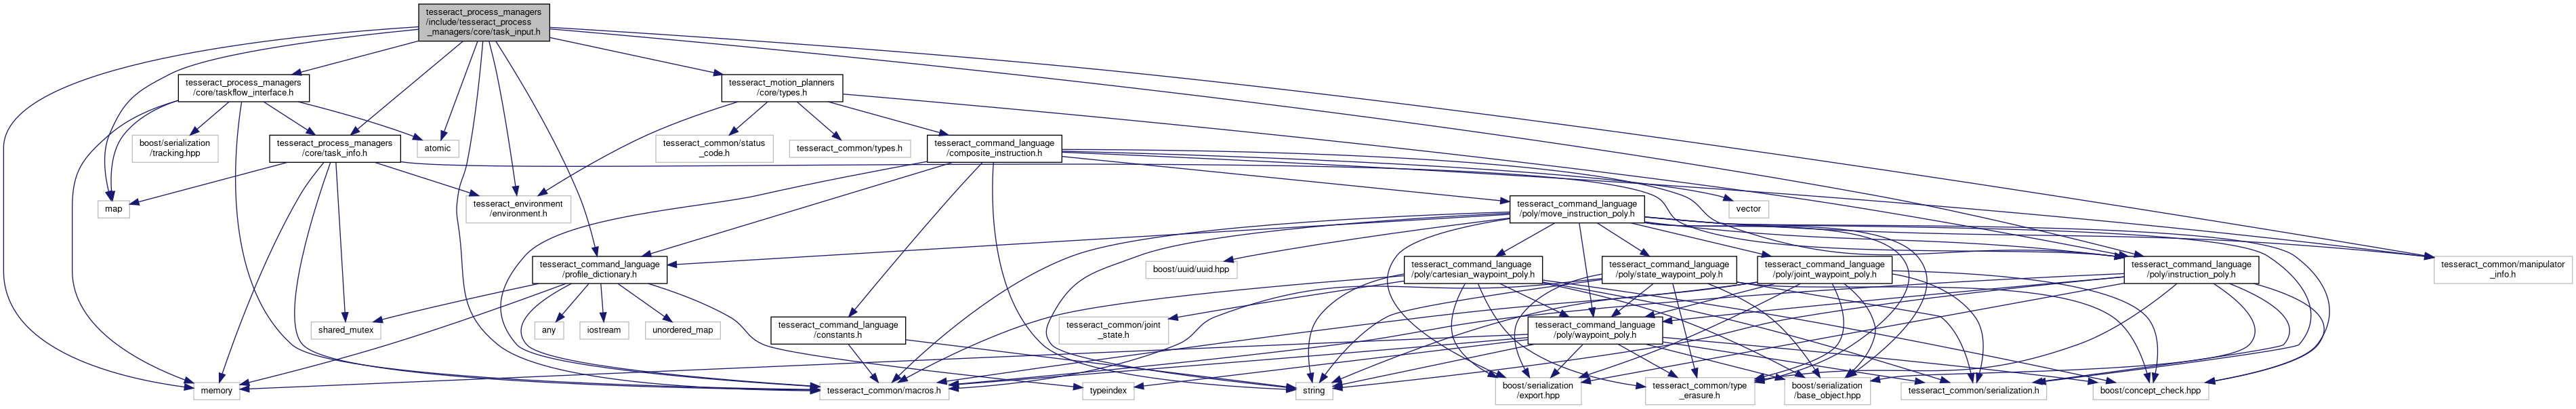 tesseract_process_managers
/include/tesseract_process
_managers/core/task_input.h
tesseract_process_managers
/core/taskflow_interface.h
tesseract_motion_planners
/core/types.h
boost/serialization
/tracking.hpp
tesseract_process_managers
/core/task_info.h
atomic
tesseract_common/status
_code.h
tesseract_common/types.h
tesseract_command_language
/composite_instruction.h
map
tesseract_environment
/environment.h
tesseract_command_language
/poly/move_instruction_poly.h
vector
tesseract_command_language
/profile_dictionary.h
boost/uuid/uuid.hpp
tesseract_command_language
/poly/cartesian_waypoint_poly.h
tesseract_command_language
/poly/state_waypoint_poly.h
tesseract_command_language
/poly/joint_waypoint_poly.h
tesseract_command_language
/poly/instruction_poly.h
tesseract_common/manipulator
_info.h
shared_mutex
any
iostream
unordered_map
tesseract_command_language
/constants.h
tesseract_common/joint
_state.h
tesseract_command_language
/poly/waypoint_poly.h
memory
tesseract_common/macros.h
typeindex
string
boost/serialization
/export.hpp
tesseract_common/type
_erasure.h
boost/serialization
/base_object.hpp
tesseract_common/serialization.h
boost/concept_check.hpp